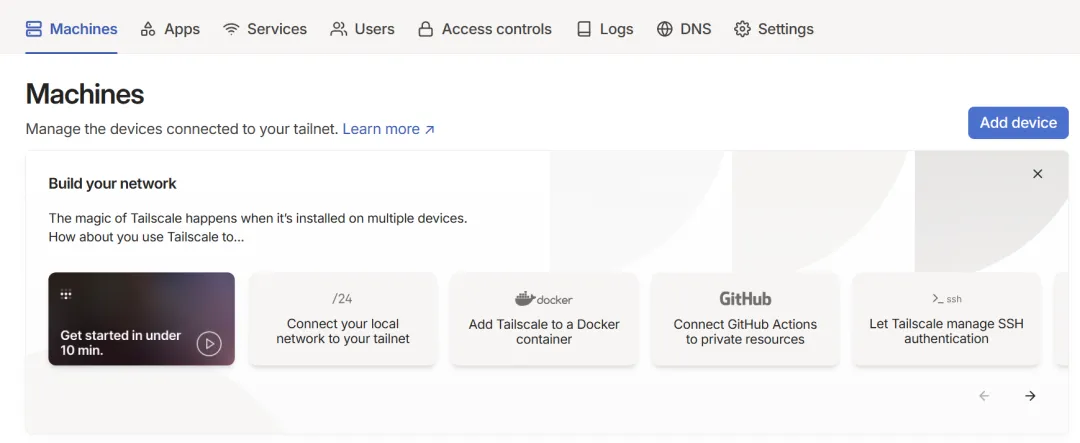 Machines Apps Services Users Access controls Logs DNS Settings
Machines
Manage the devices connected to your tailnet. Learn more ↗
Add device
Build your network
The magic of Tailscale happens when it’s installed on multiple devices.
How about you use Tailscale to...
Get started in under
10 min.
/24
Connect your local
network to your tailnet
docker
Add Tailscale to a Docker
container
GitHub
Connect GitHub Actions
to private resources
>_ ssh
Let Tailscale manage SSH
authentication